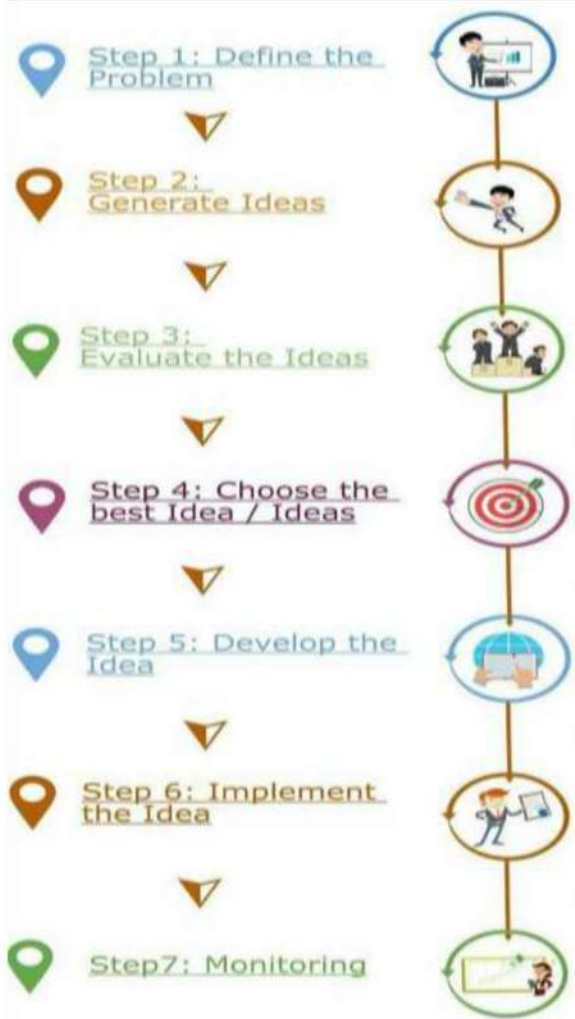 Step 1: Define the
Problem
Step 2:
Generate Ideas
Step 3:
Evaluate the Ideas
Step 4: Choose the
best Idea / Ideas
Step 5: Develop the
Idea
Step 6: Implement
the Idea
Step7: Monitoring